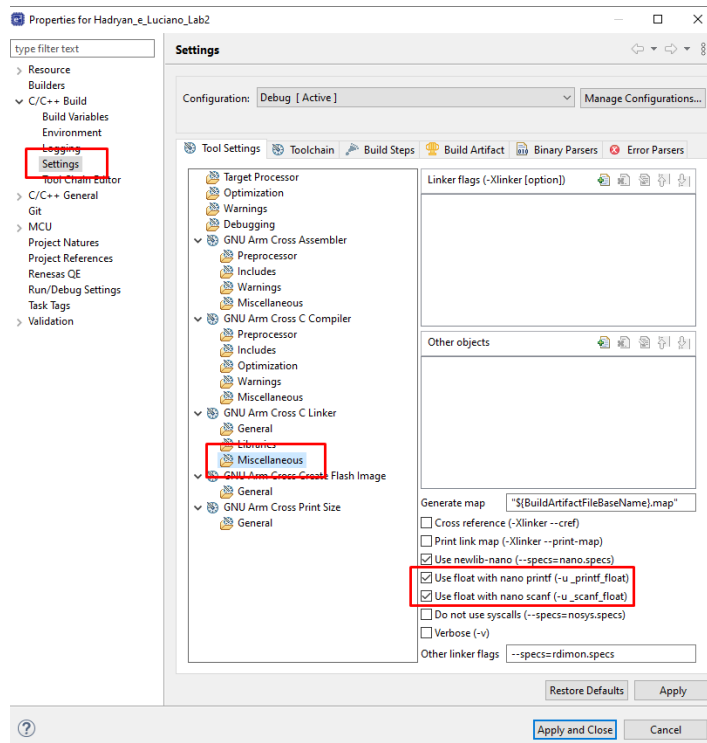 Properties for Hadryan_e_Luciano_Lab2
type filter text
Resource
Builders
C/C++ Build
Build Variables
Environment
Logging
Settings
Tool Chain Editor
C/C++ General
Git
MCU
Project Natures
Project References
Renesas QE
Run/Debug Settings
Task Tags
Validation
Settings
Configuration: Debug [ Active ]
Manage Configurations...
Tool Settings Toolchain Build Steps Build Artifact Binary Parsers Error Parsers
Target Processor
Optimization
Warnings
Debugging
GNU Arm Cross Assembler
Preprocessor
Includes
Warnings
Miscellaneous
GNU Arm Cross C Compiler
Preprocessor
Includes
Optimization
Warnings
Miscellaneous
GNU Arm Cross C Linker
General
Libraries
Miscellaneous
GNU Arm Cross Create Flash Image
General
GNU Arm Cross Print Size
General
Linker flags (-Xlinker [option])
Other objects
Generate map "${BuildArtifactFileBaseName}.map"
Cross reference (-Xlinker --cref)
Print link map (-Xlinker --print-map)
Use newlib-nano (--specs=nano.specs)
Use float with nano printf (-u _printf_float)
Use float with nano scanf (-u _scanf_float)
Do not use syscalls (--specs=nosys.specs)
Verbose (-v)
Other linker flags --specs=rdimon.specs
Restore Defaults Apply
Apply and Close Cancel